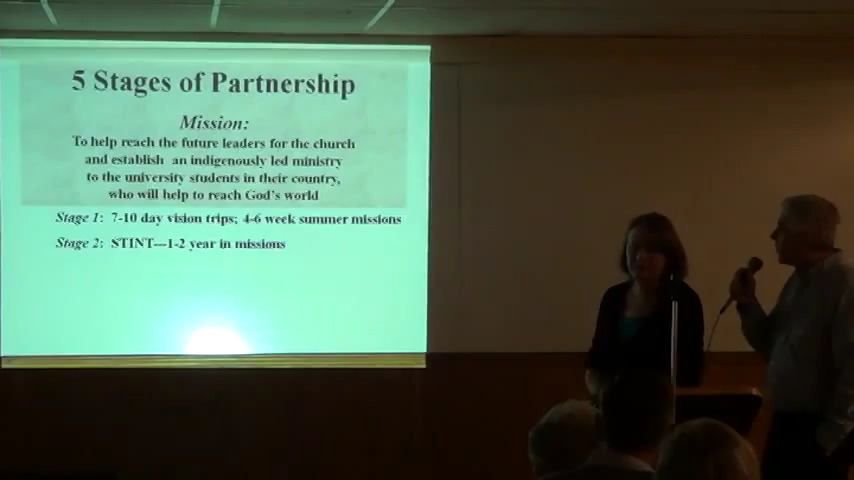 5 Stages of Partnership
Mission:
To help reach the future leaders for the church
and establish an indigenously led ministry
to the university students in their country,
who will help to reach God's world
Stage 1: 7-10 day vision trips; 4-6 week summer missions
Stage 2: STINT---1-2 year in missions